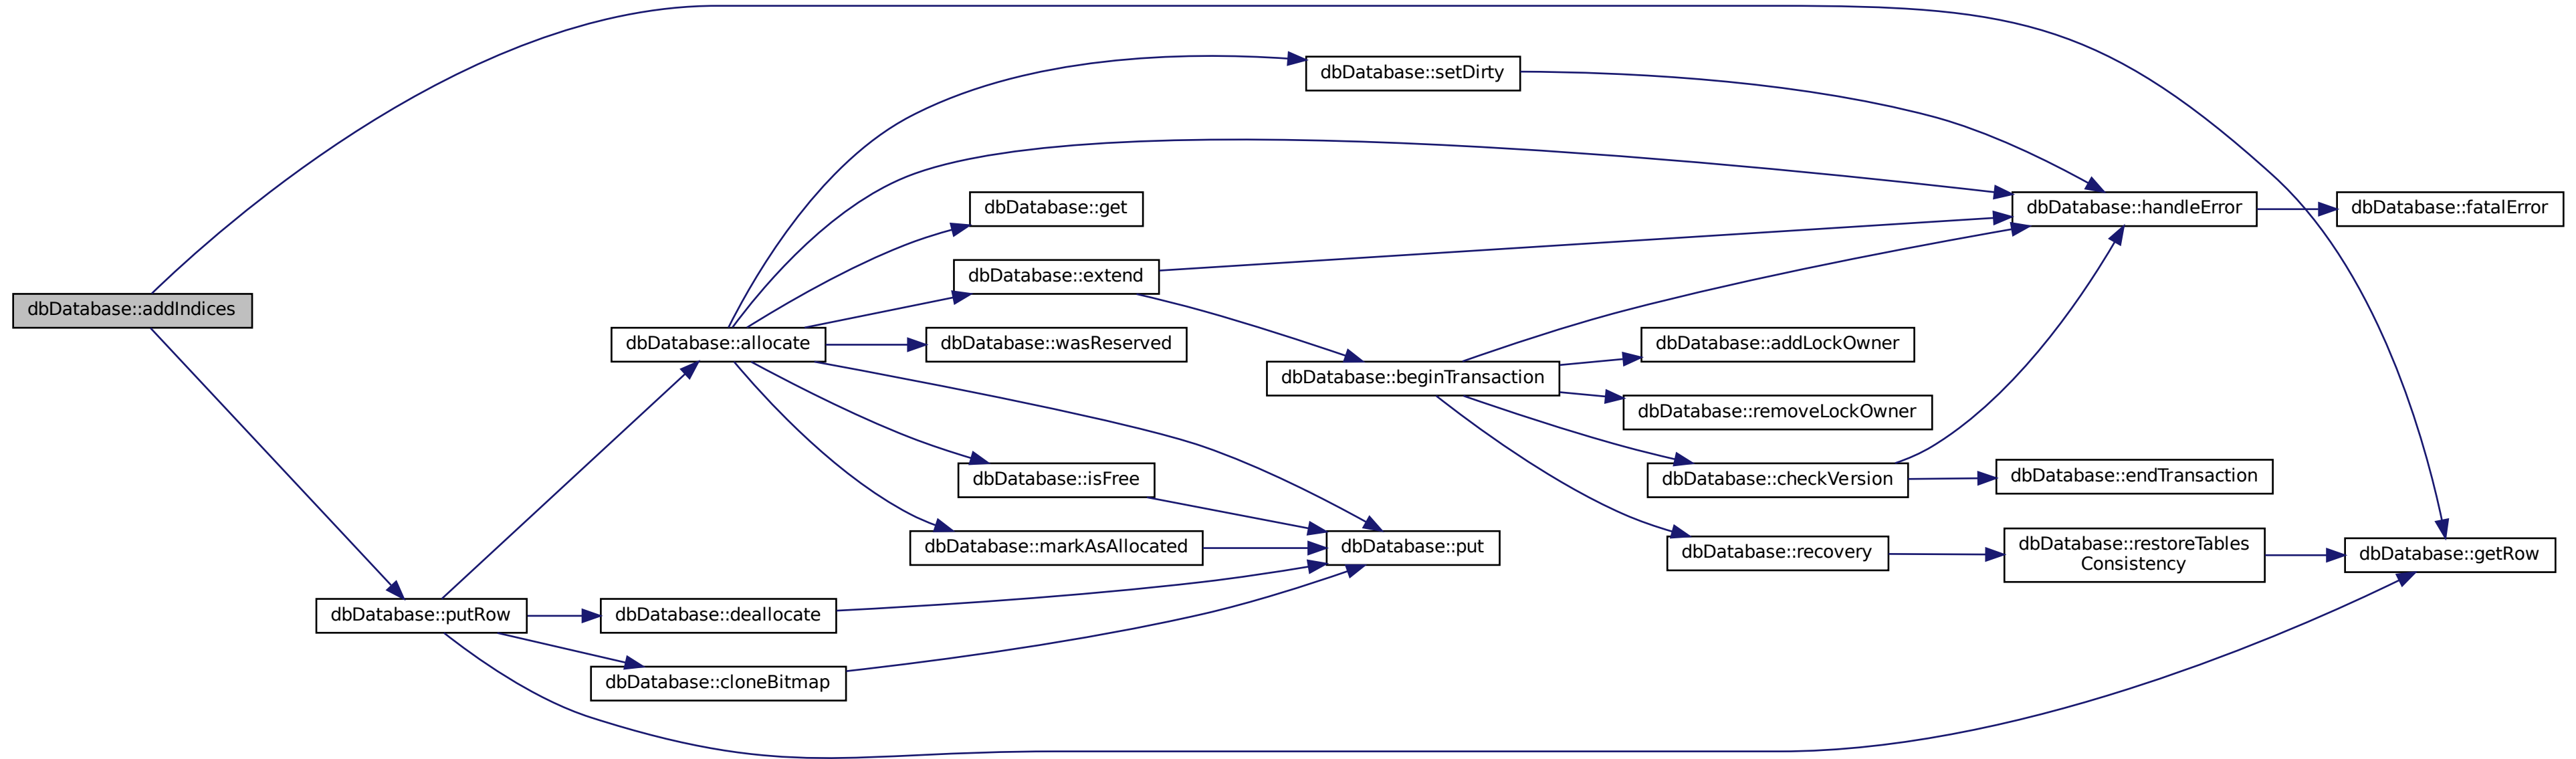 dbDatabase::addIndices
dbDatabase::putRow
dbDatabase::allocate
dbDatabase::deallocate
dbDatabase::cloneBitmap
dbDatabase::get
dbDatabase::extend
dbDatabase::wasReserved
dbDatabase::isFree
dbDatabase::markAsAllocated
dbDatabase::setDirty
dbDatabase::beginTransaction
dbDatabase::put
dbDatabase::addLockOwner
dbDatabase::removeLockOwner
dbDatabase::checkVersion
dbDatabase::recovery
dbDatabase::handleError
dbDatabase::endTransaction
dbDatabase::restoreTables
Consistency
dbDatabase::fatalError
dbDatabase::getRow